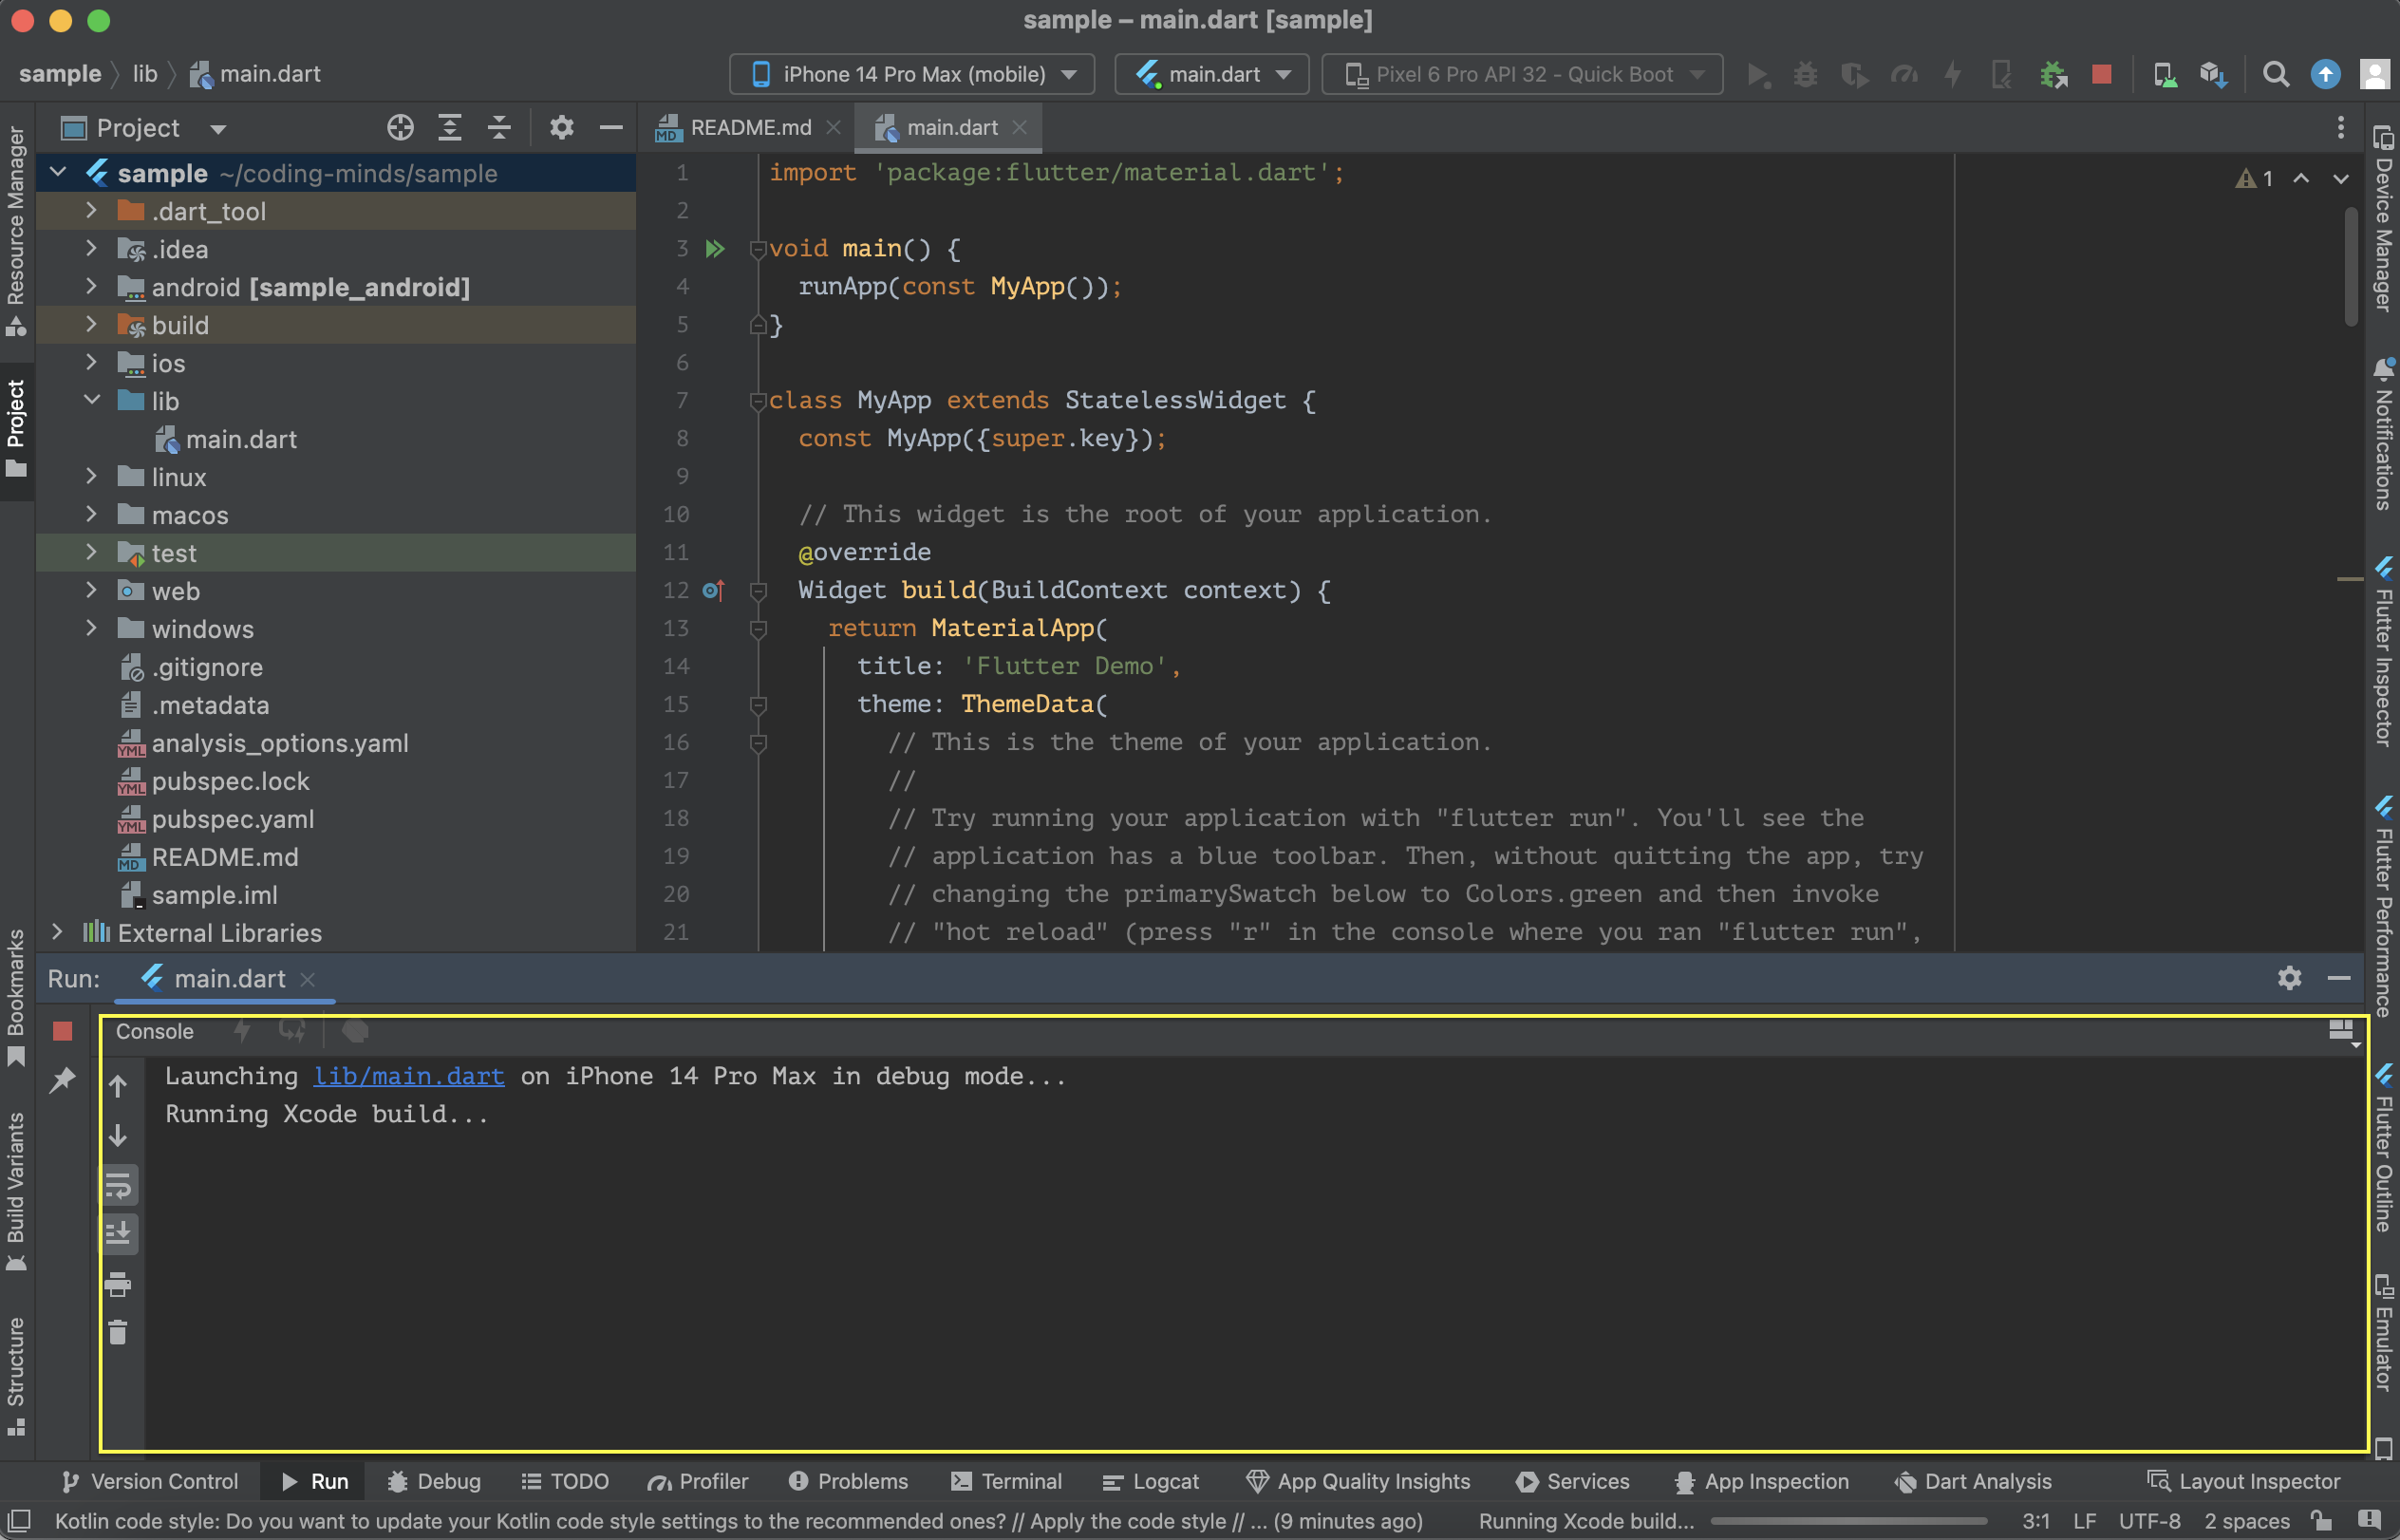 sample – main.dart [sample]
sample lib main.dart
iPhone 14 Pro Max (mobile) main.dart Pixel 6 Pro API 32 - Quick Boot
Resource Manager
Project
Bookmarks
Build Variants
Structure
Project
sample ~/coding-minds/sample
.dart_tool
.idea
android [sample_android]
build
ios
lib
main.dart
linux
macos
test
web
windows
.gitignore
.metadata
YML analysis_options.yaml
YML pubspec.lock
YML pubspec.yaml
MD README.md
sample.iml
External Libraries
MD README.md main.dart
1 import 'package:flutter/material.dart';
2
3 void main() {
4 runApp(const MyApp());
5 }
6
7 class MyApp extends StatelessWidget {
8 const MyApp({super.key});
9
10 // This widget is the root of your application.
11 @override
12 Widget build(BuildContext context) {
13 return MaterialApp(
14 title: 'Flutter Demo',
15 theme: ThemeData(
16 // This is the theme of your application.
17 //
18 // Try running your application with "flutter run". You'll see the
19 // application has a blue toolbar. Then, without quitting the app, try
20 // changing the primarySwatch below to Colors.green and then invoke
21 // "hot reload" (press "r" in the console where you ran "flutter run",
1
Device Manager
Notifications
Flutter Inspector
Flutter Performance
Flutter Outline
Emulator
Run: main.dart
Console
Launching lib/main.dart on iPhone 14 Pro Max in debug mode...
Running Xcode build...
Version Control Run Debug TODO Profiler Problems Terminal Logcat App Quality Insights Services App Inspection Dart Analysis Layout Inspector
Kotlin code style: Do you want to update your Kotlin code style settings to the recommended ones? // Apply the code style // ... (9 minutes ago) Running Xcode build... 3:1 LF UTF-8 2 spaces